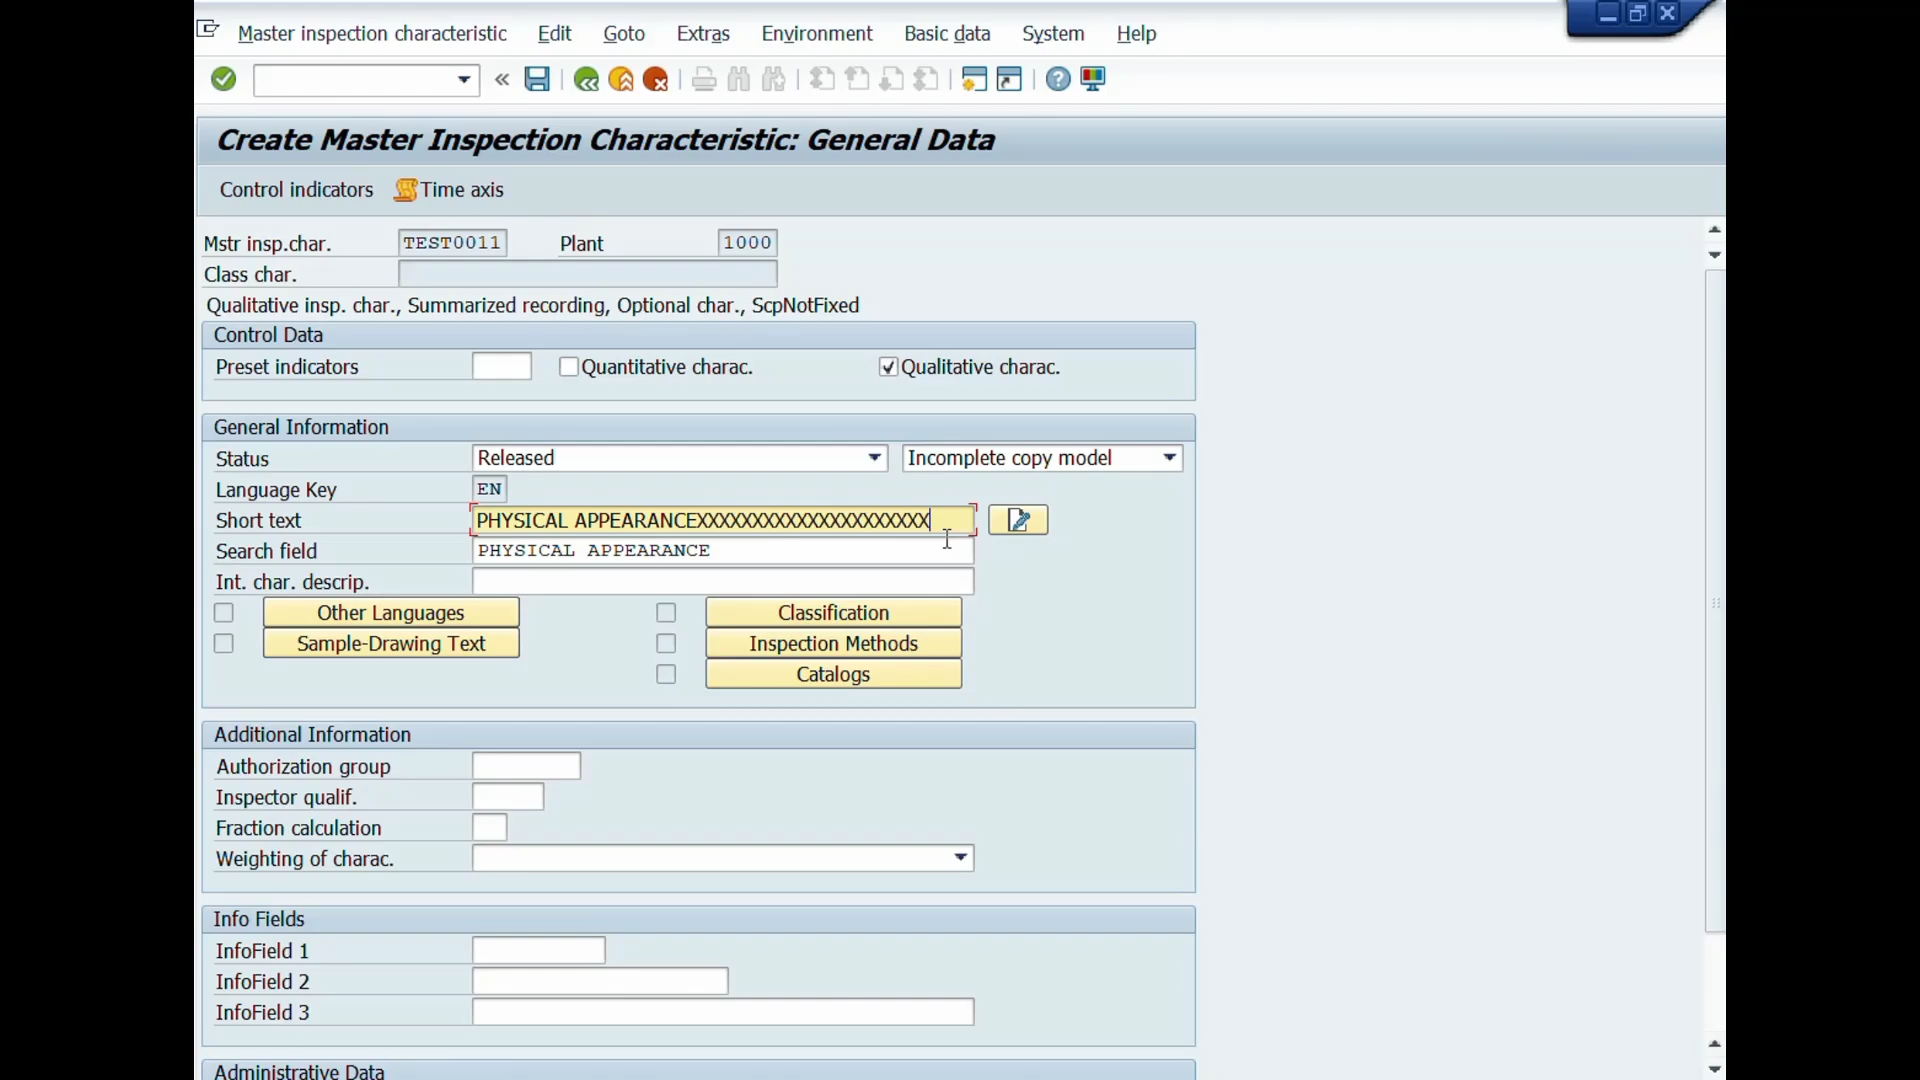 Master inspection characteristic Edit Goto Extras Environment Basic data System Help
Create Master Inspection Characteristic: General Data
Control indicators Time axis
Mstr insp.char. TEST0011 Plant 1000
Class char.
Qualitative insp. char., Summarized recording, Optional char., ScpNotFixed
Control Data
Preset indicators Quantitative charac. Qualitative charac.
General Information
Status Released Incomplete copy model
Language Key EN
Short text PHYSICAL APPEARANCEXXXXXXXXXXXXXXXXXXXXX
Search field PHYSICAL APPEARANCE
Int. char. descrip.
Other Languages Classification
Sample-Drawing Text Inspection Methods
Catalogs
Additional Information
Authorization group
Inspector qualif.
Fraction calculation
Weighting of charac.
Info Fields
InfoField 1
InfoField 2
InfoField 3
Administrative Data